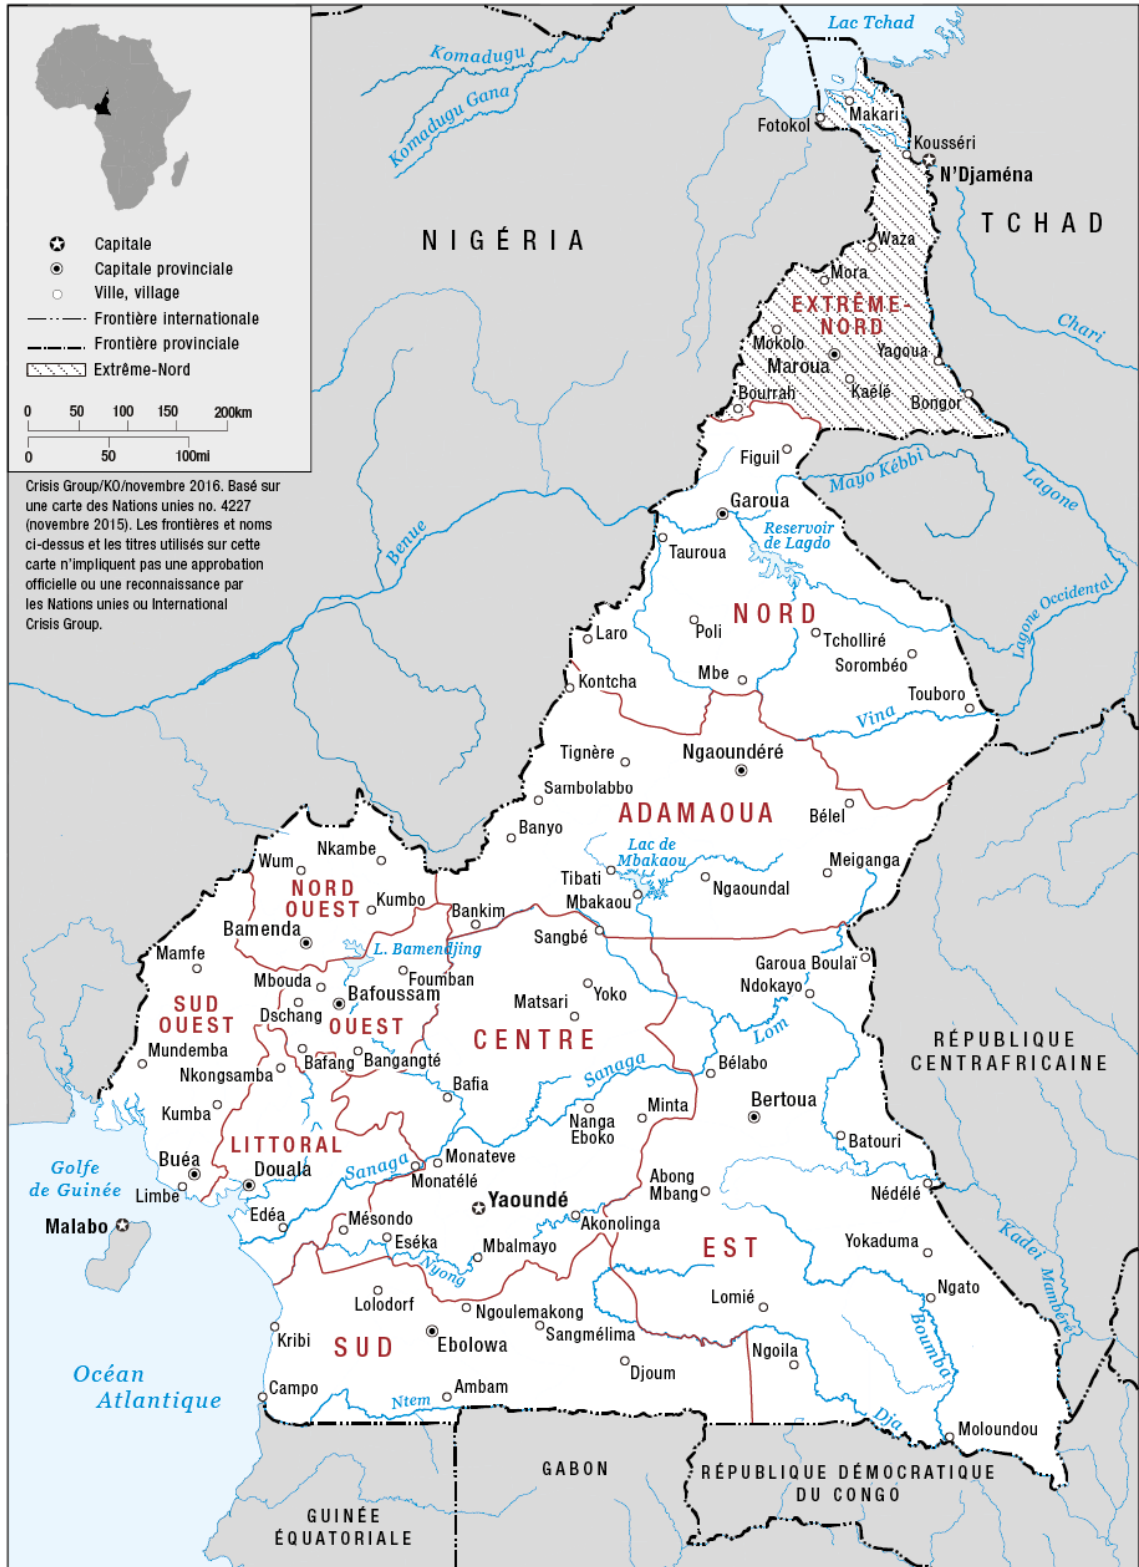 Capitale
Capitale provinciale
Ville, village
Frontière internationale
Frontière provinciale
Extrême-Nord
0 50 100 150 200km
0 50 100mi
Crisis Group/KO/novembre 2016. Basé sur
une carte des Nations unies no. 4227
(novembre 2015). Les frontières et noms
ci-dessus et les titres utilisés sur cette
carte n'impliquent pas une approbation
officielle ou une reconnaissance par
les Nations unies ou International
Crisis Group.
Lac Tchad
Komadugu
Komadugu Gana
Makari
Fotokol
Kousséri
N'Djaména
NIGÉRIA
TCHAD
Waza
Mora
EXTRÊME-
NORD
Chari
Mokolo
Maroua
Yagoua
Kaélé
Bourrah
Bongor
Figuil
Mayo Kébbi
Lagone
Garoua
Reservoir
de Lagdo
Benue
Tauroua
Lagone Occidental
NORD
Poli
Laro
Tcholliré
Sorombéo
Mbe
Kontcha
Touboro
Vina
Tignère
Ngaoundéré
Sambolabbo
ADAMAOUA
Bélel
Banyo
Lac de
Mbakaou
Nkambe
Wum
Meiganga
Tibati
Ngaoundal
NORD
OUEST
Mbakaou
Kumbo
Bankim
Bamenda
Sangbé
L. Bamendjing
Mamfe
Garoua Boulaï
Foumban
Mbouda
Yoko
Ndokayo
Bafoussam
SUD
OUEST
Dschang
Matsari
OUEST
CENTRE
Lom
RÉPUBLIQUE
CENTRAFRICAINE
Mundemba
Bafang
Bangangté
Nkongsamba
Sanaga
Bélabo
Bafia
Kumba
Nanga
Eboko
Minta
Bertoua
LITTORAL
Batouri
Buéa
Douala
Sanaga
Monateve
Monatélé
Golfe
de Guinée
Abong
Mbang
Limbe
Nédélé
Yaoundé
Malabo
Edéa
Mésondo
Akonolinga
Eséka
Mbalmayo
EST
Yokaduma
Kadei
Mambéré
Nyong
Lolodorf
Ngoulemakong
Lomié
Ngato
Kribi
SUD
Ebolowa
Sangmélima
Boumba
Ngoila
Djoum
Océan
Atlantique
Campo
Ambam
Ntem
Dja
Moloundou
GABON
RÉPUBLIQUE DÉMOCRATIQUE
DU CONGO
GUINÉE
ÉQUATORIALE